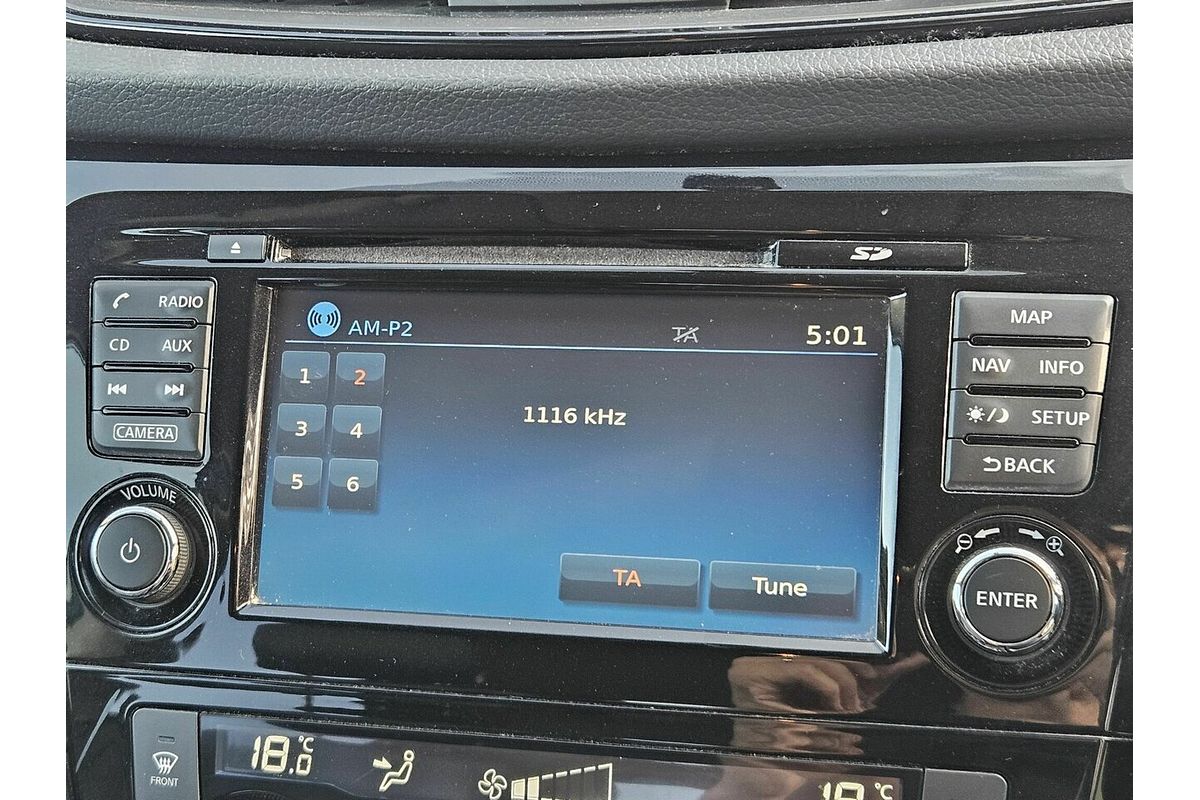 SD
RADIO
CD AUX
CAMERA
VOLUME
AM-P2 TA 5:01
1 2
1116 kHz
3 4
5 6
TA Tune
MAP
NAV INFO
/ SETUP
BACK
ENTER
FRONT
18.0 °C
18 °C